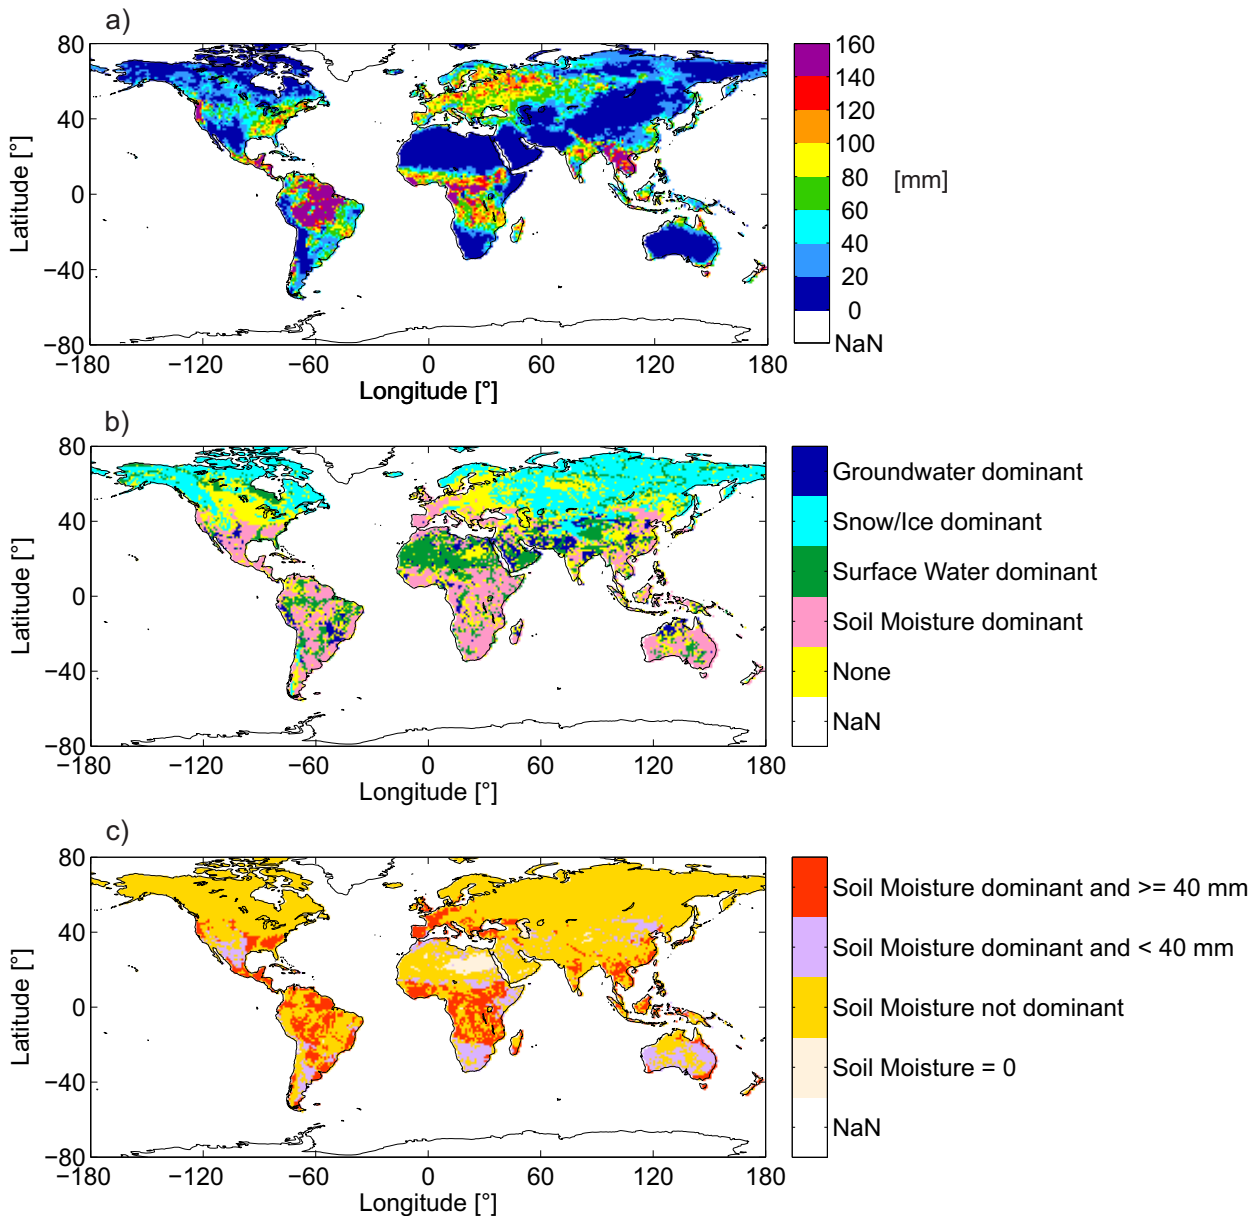 a)
80
40
0
−40
−80
Latitude [°]
−180
−120
−60
0
60
120
180
Longitude [°]
160
140
120
100
80
60
40
20
0
NaN
[mm]
b)
80
40
0
−40
−80
Latitude [°]
−180
−120
−60
0
60
120
180
Longitude [°]
Groundwater dominant
Snow/Ice dominant
Surface Water dominant
Soil Moisture dominant
None
NaN
c)
80
40
0
−40
−80
Latitude [°]
−180
−120
−60
0
60
120
180
Longitude [°]
Soil Moisture dominant and >= 40 mm
Soil Moisture dominant and < 40 mm
Soil Moisture not dominant
Soil Moisture = 0
NaN